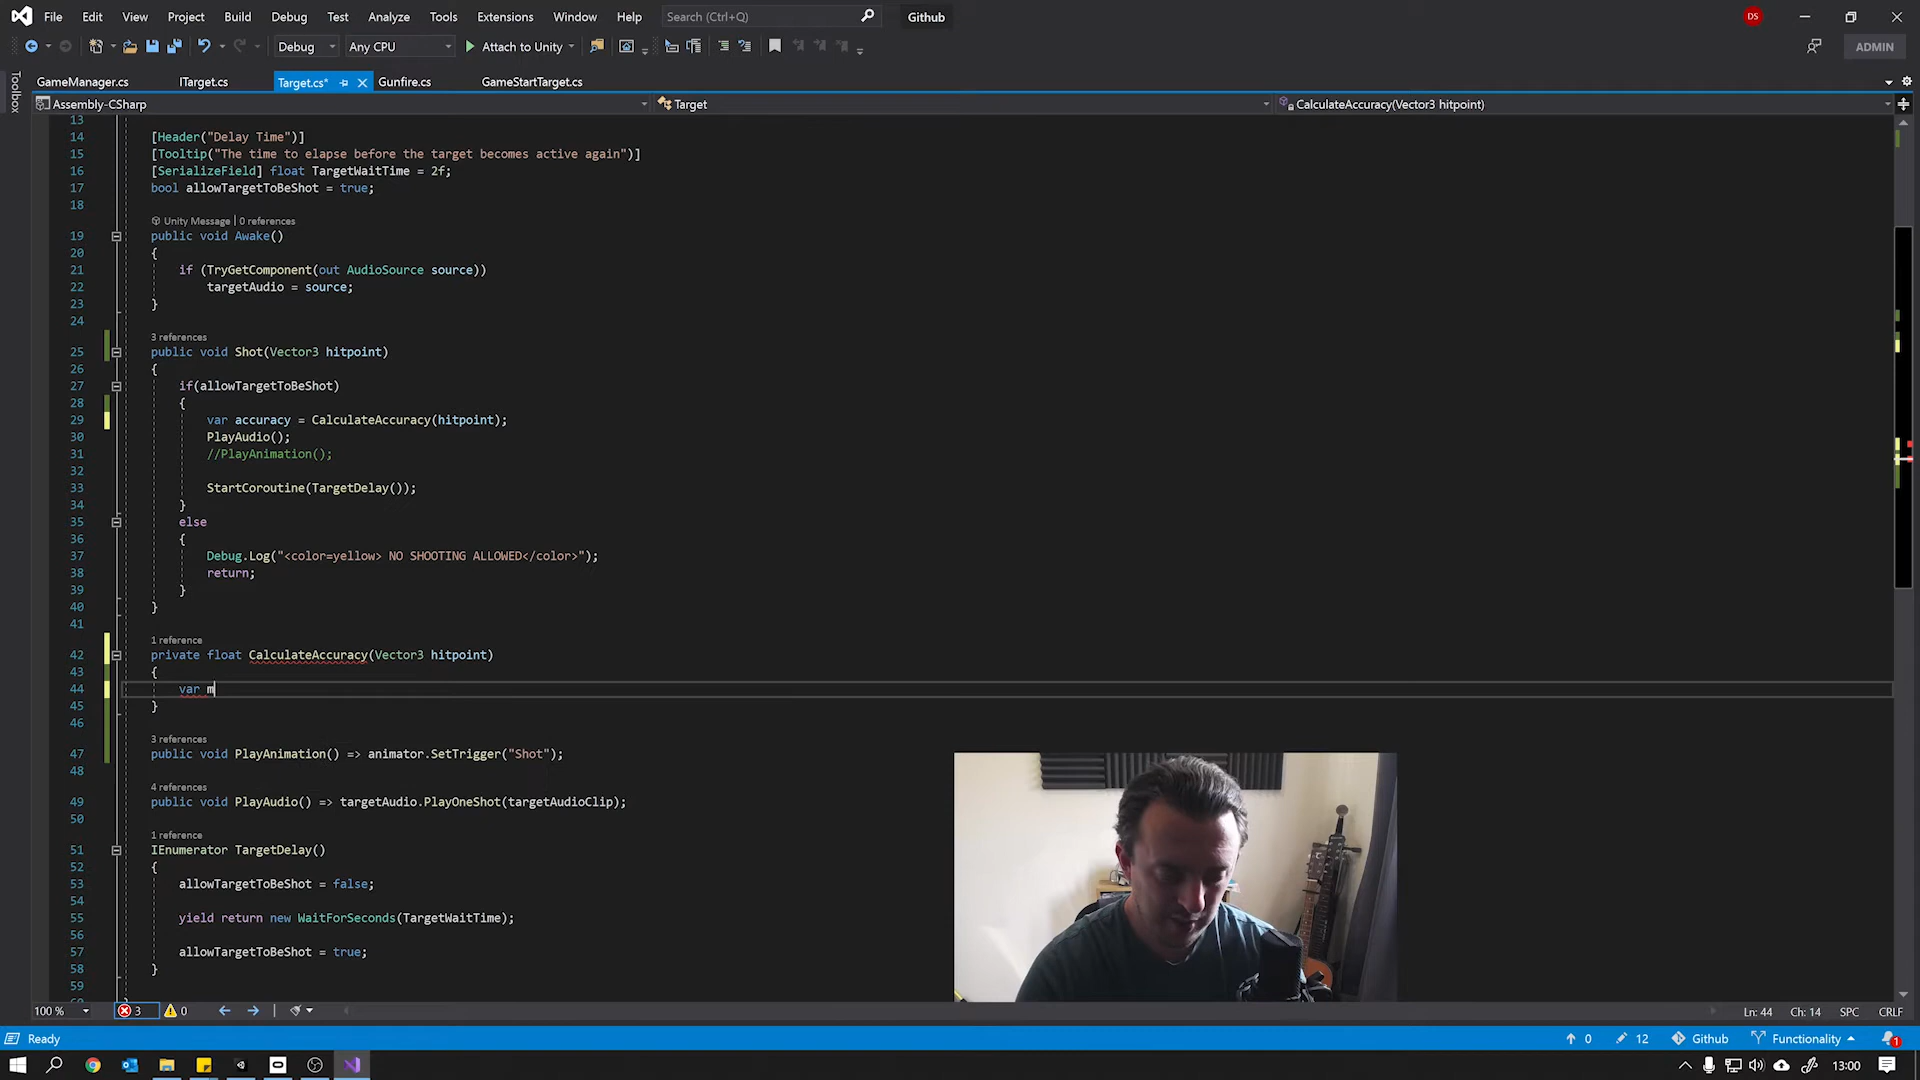 File Edit View Project Build Debug Test Analyze Tools Extensions Window Help Search (Ctrl+Q) Github DS
Debug Any CPU Attach to Unity ADMIN
Toolbox
GameManager.cs ITarget.cs Target.cs* Gunfire.cs GameStartTarget.cs
Assembly-CSharp Target CalculateAccuracy(Vector3 hitpoint)
13
14 [Header("Delay Time")]
15 [Tooltip("The time to elapse before the target becomes active again")]
16 [SerializeField] float TargetWaitTime = 2f;
17 bool allowTargetToBeShot = true;
18
Unity Message | 0 references
19 public void Awake()
20 {
21 if (TryGetComponent(out AudioSource source))
22 targetAudio = source;
23 }
24
3 references
25 public void Shot(Vector3 hitpoint)
26 {
27 if(allowTargetToBeShot)
28 {
29 var accuracy = CalculateAccuracy(hitpoint);
30 PlayAudio();
31 //PlayAnimation();
32
33 StartCoroutine(TargetDelay());
34 }
35 else
36 {
37 Debug.Log("<color=yellow> NO SHOOTING ALLOWED</color>");
38 return;
39 }
40 }
41
1 reference
42 private float CalculateAccuracy(Vector3 hitpoint)
43 {
44 var m
45 }
46
3 references
47 public void PlayAnimation() => animator.SetTrigger("Shot");
48
4 references
49 public void PlayAudio() => targetAudio.PlayOneShot(targetAudioClip);
50
1 reference
51 IEnumerator TargetDelay()
52 {
53 allowTargetToBeShot = false;
54
55 yield return new WaitForSeconds(TargetWaitTime);
56
57 allowTargetToBeShot = true;
58 }
59
100 % 3 0 Ln: 44 Ch: 14 SPC CRLF
Ready 0 12 Github Functionality 1
13:00